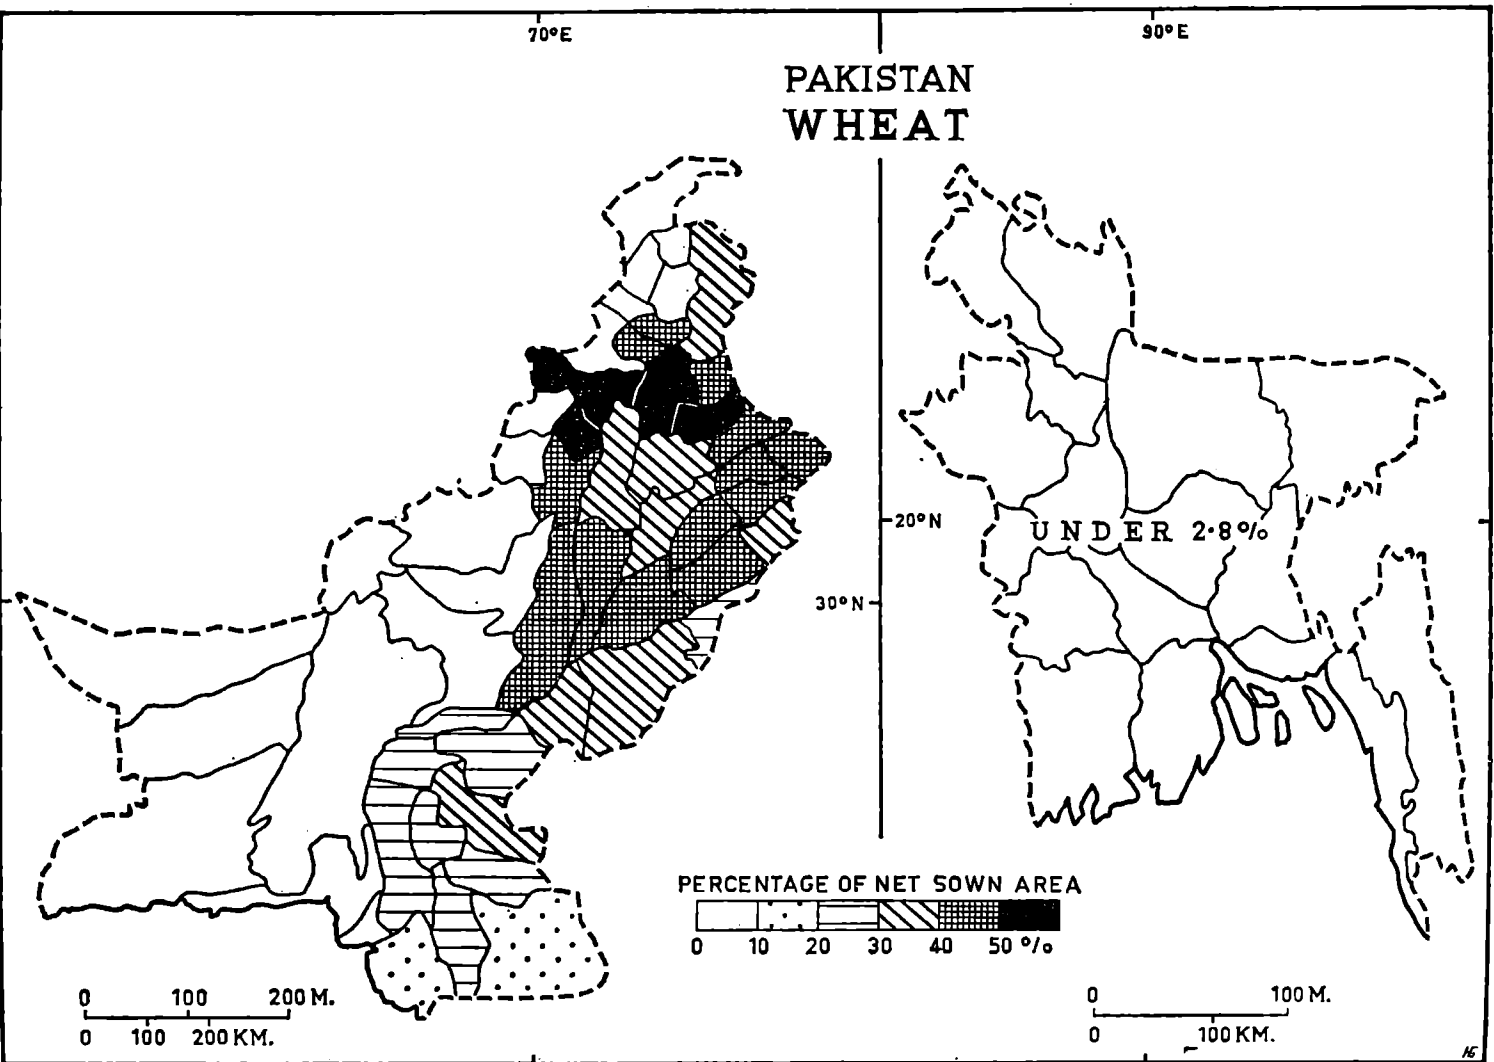 70°E
90°E
PAKISTAN
WHEAT
20°N
UNDER 2·8%
30°N
PERCENTAGE OF NET SOWN AREA
0 10 20 30 40 50 %
0 100 200 M.
0 100 200 KM.
0 100 M.
0 100 KM.